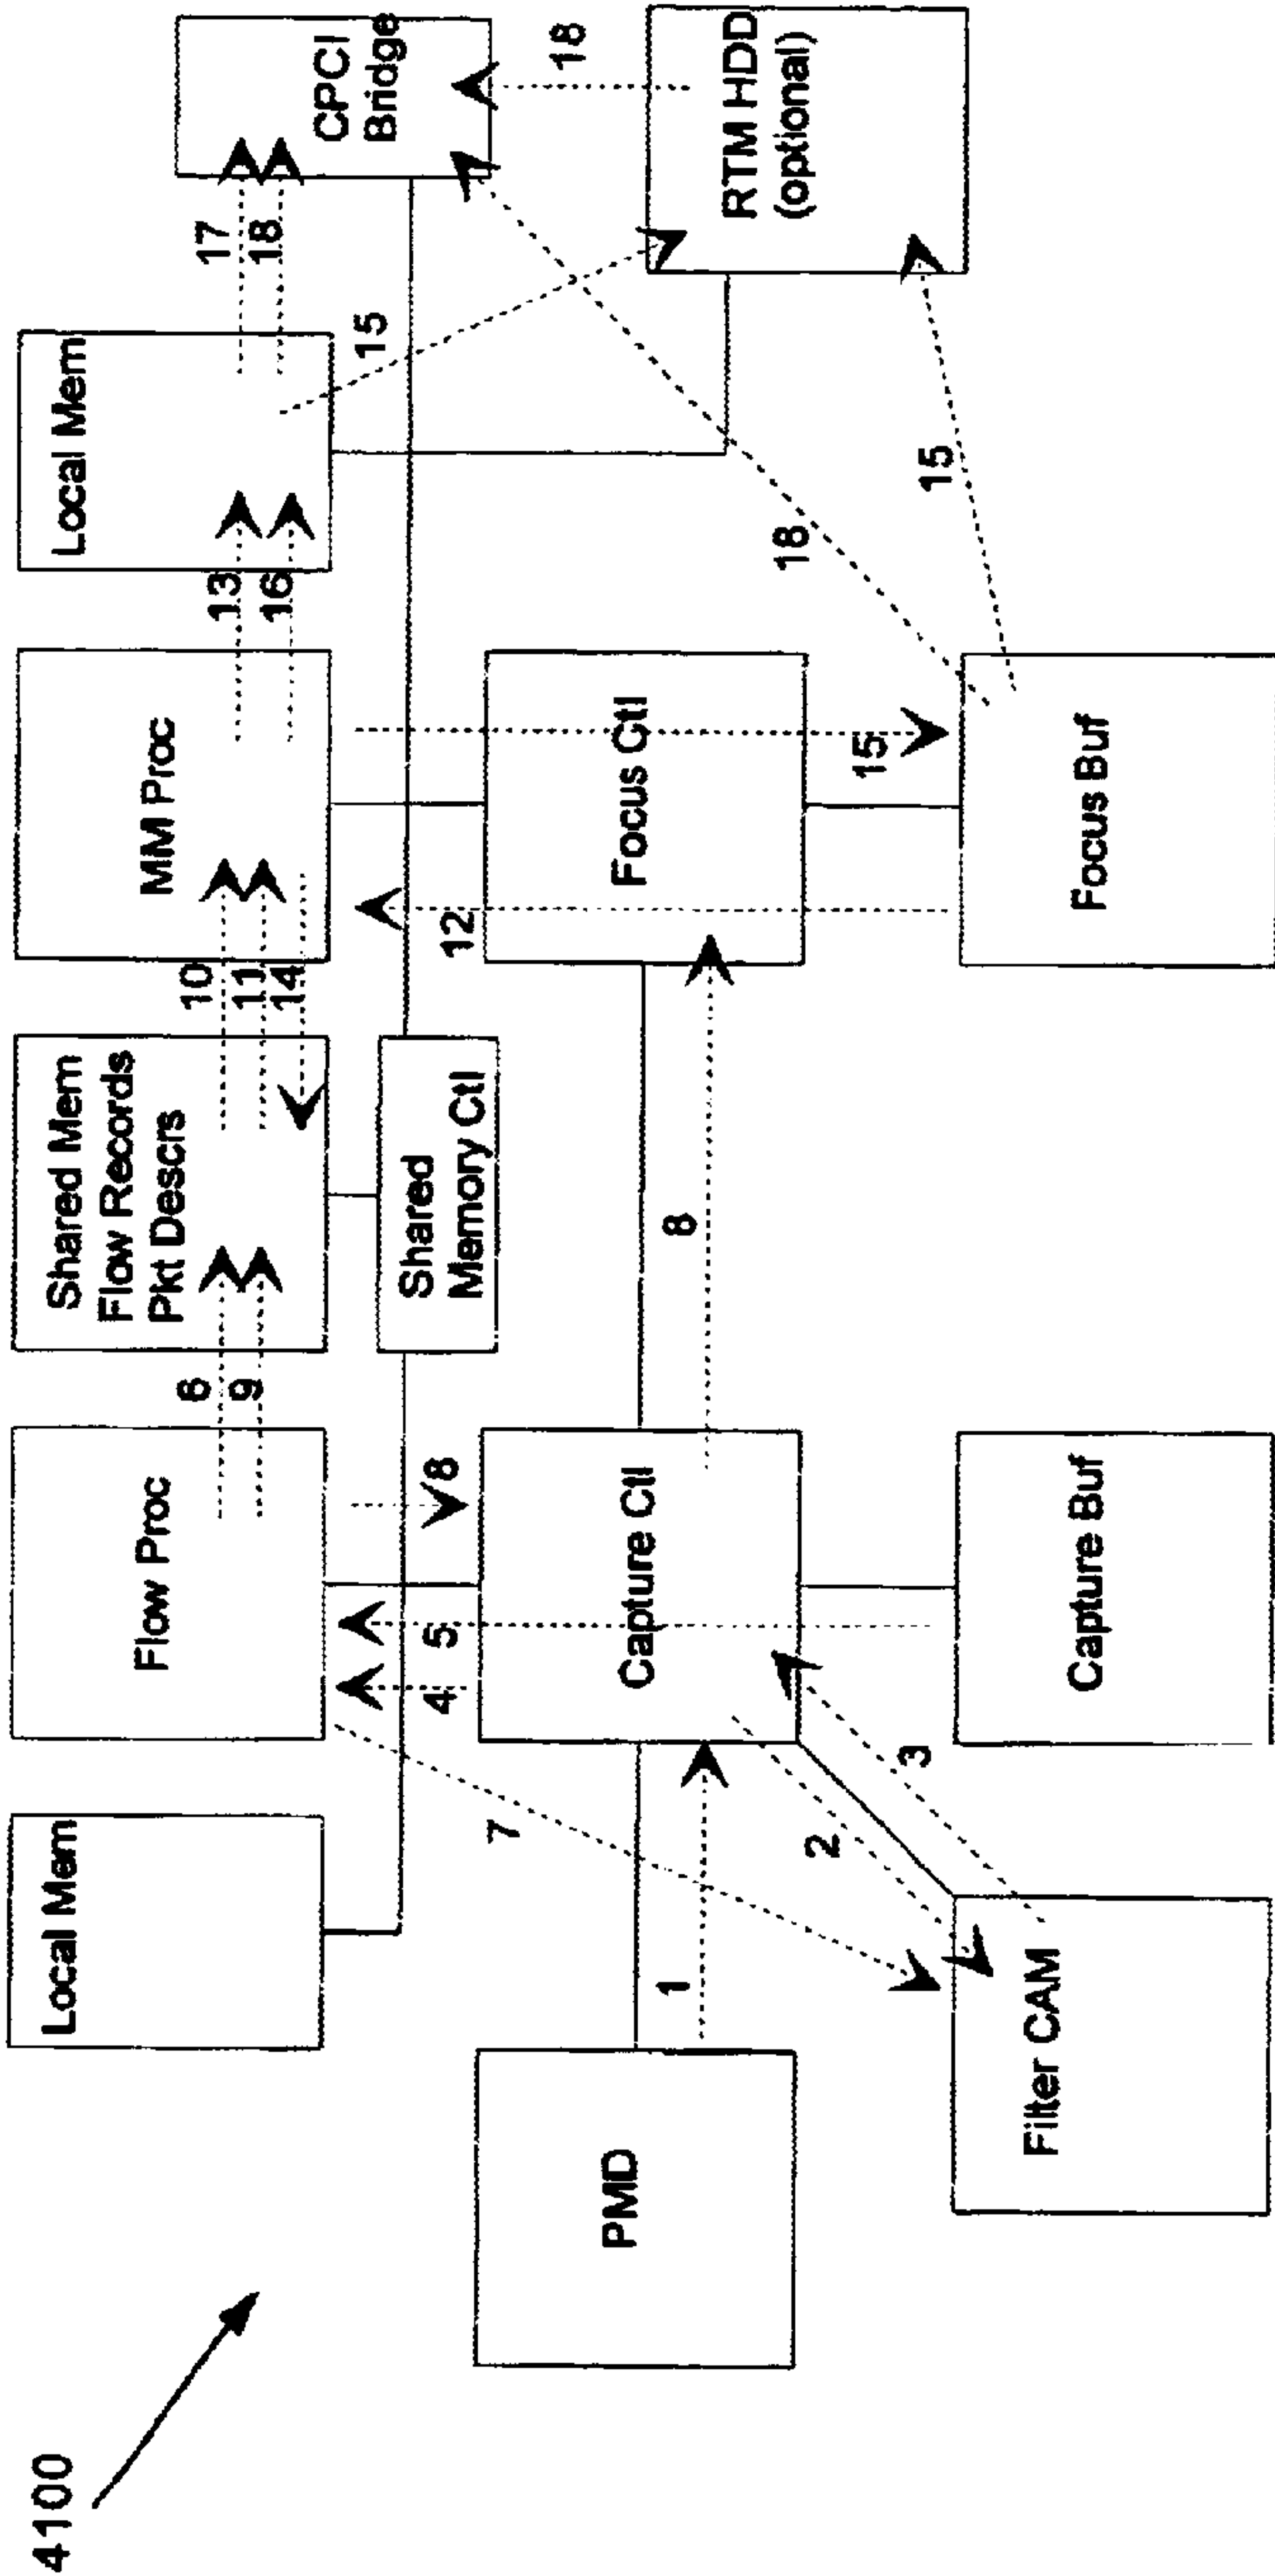 4100
Local Mem
Flow Proc
Shared Mem
Flow Records
Pkt Descrs
MM Proc
Local Mem
CPCI
Bridge
6
9
10
11
14
13
16
17
18
Shared
Memory Ctl
7
4
5
8
12
15
18
PMD
1
Capture Ctl
8
Focus Ctl
RTM HDD
(optional)
2
3
15
18
15
Filter CAM
Capture Buf
Focus Buf